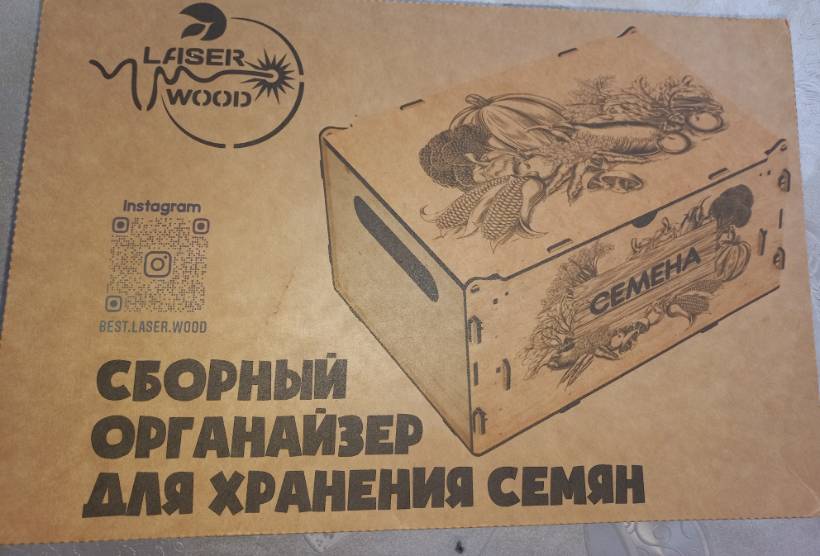 LASER
WOOD
Instagram
BEST.LASER.WOOD
СЕМЕНА
СБОРНЫЙ
ОРГАНАЙЗЕР
ДЛЯ ХРАНЕНИЯ СЕМЯН